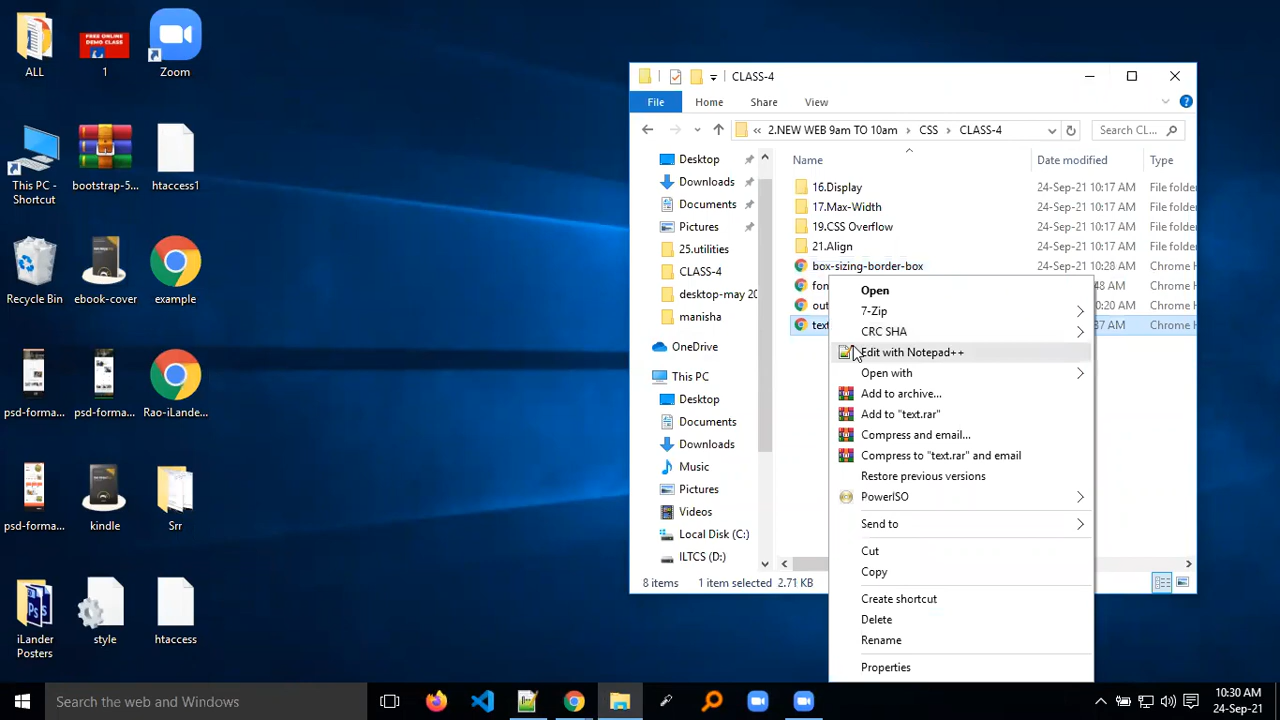 ALL
FREE ONLINE
DEMO CLASS
1
Zoom
This PC -
Shortcut
bootstrap-5...
htaccess1
Recycle Bin
ebook-cover
example
psd-forma...
psd-forma...
Rao-iLande...
psd-forma...
kindle
Srr
iLander
Posters
style
htaccess
CLASS-4
File
Home
Share
View
« 2.NEW WEB 9am TO 10am > CSS > CLASS-4
Search CL...
Desktop
Downloads
Documents
Pictures
25.utilities
CLASS-4
desktop-may 20
manisha
OneDrive
This PC
Desktop
Documents
Downloads
Music
Pictures
Videos
Local Disk (C:)
ILTCS (D:)
Name
Date modified
Type
16.Display 24-Sep-21 10:17 AM File folder
17.Max-Width 24-Sep-21 10:17 AM File folder
19.CSS Overflow 24-Sep-21 10:17 AM File folder
21.Align 24-Sep-21 10:17 AM File folder
box-sizing-border-box 24-Sep-21 10:28 AM Chrome H
fon 48 AM Chrome H
out 0:20 AM Chrome H
text 37 AM Chrome H
8 items 1 item selected 2.71 KB
Open
7-Zip
CRC SHA
Edit with Notepad++
Open with
Add to archive...
Add to "text.rar"
Compress and email...
Compress to "text.rar" and email
Restore previous versions
PowerISO
Send to
Cut
Copy
Create shortcut
Delete
Rename
Properties
Search the web and Windows
10:30 AM
24-Sep-21